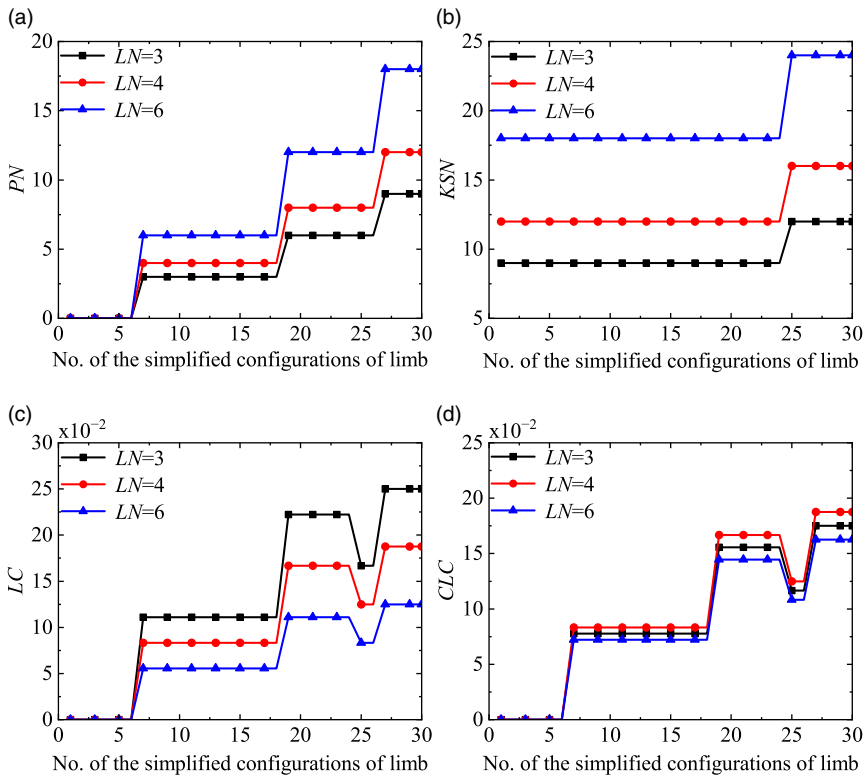 (a)
20
15
10
5
0
PN
LN=3
LN=4
LN=6
0 5 10 15 20 25 30
No. of the simplified configurations of limb
(b)
25
20
15
10
5
KSN
LN=3
LN=4
LN=6
0 5 10 15 20 25 30
No. of the simplified configurations of limb
(c)
x10⁻²
30
25
20
15
10
5
0
LC
LN=3
LN=4
LN=6
0 5 10 15 20 25 30
No. of the simplified configurations of limb
(d)
x10⁻²
25
20
15
10
5
0
CLC
LN=3
LN=4
LN=6
0 5 10 15 20 25 30
No. of the simplified configurations of limb